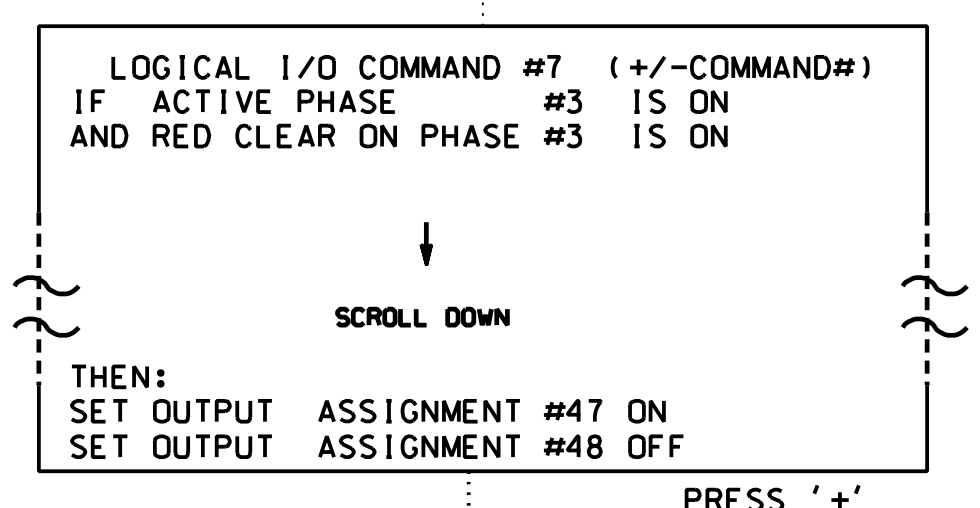 LOGICAL I/O COMMAND #7 (+/-COMMAND#)
IF ACTIVE PHASE #3 IS ON
AND RED CLEAR ON PHASE #3 IS ON
SCROLL DOWN
THEN:
SET OUTPUT ASSIGNMENT #47 ON
SET OUTPUT ASSIGNMENT #48 OFF
PRESS '+'